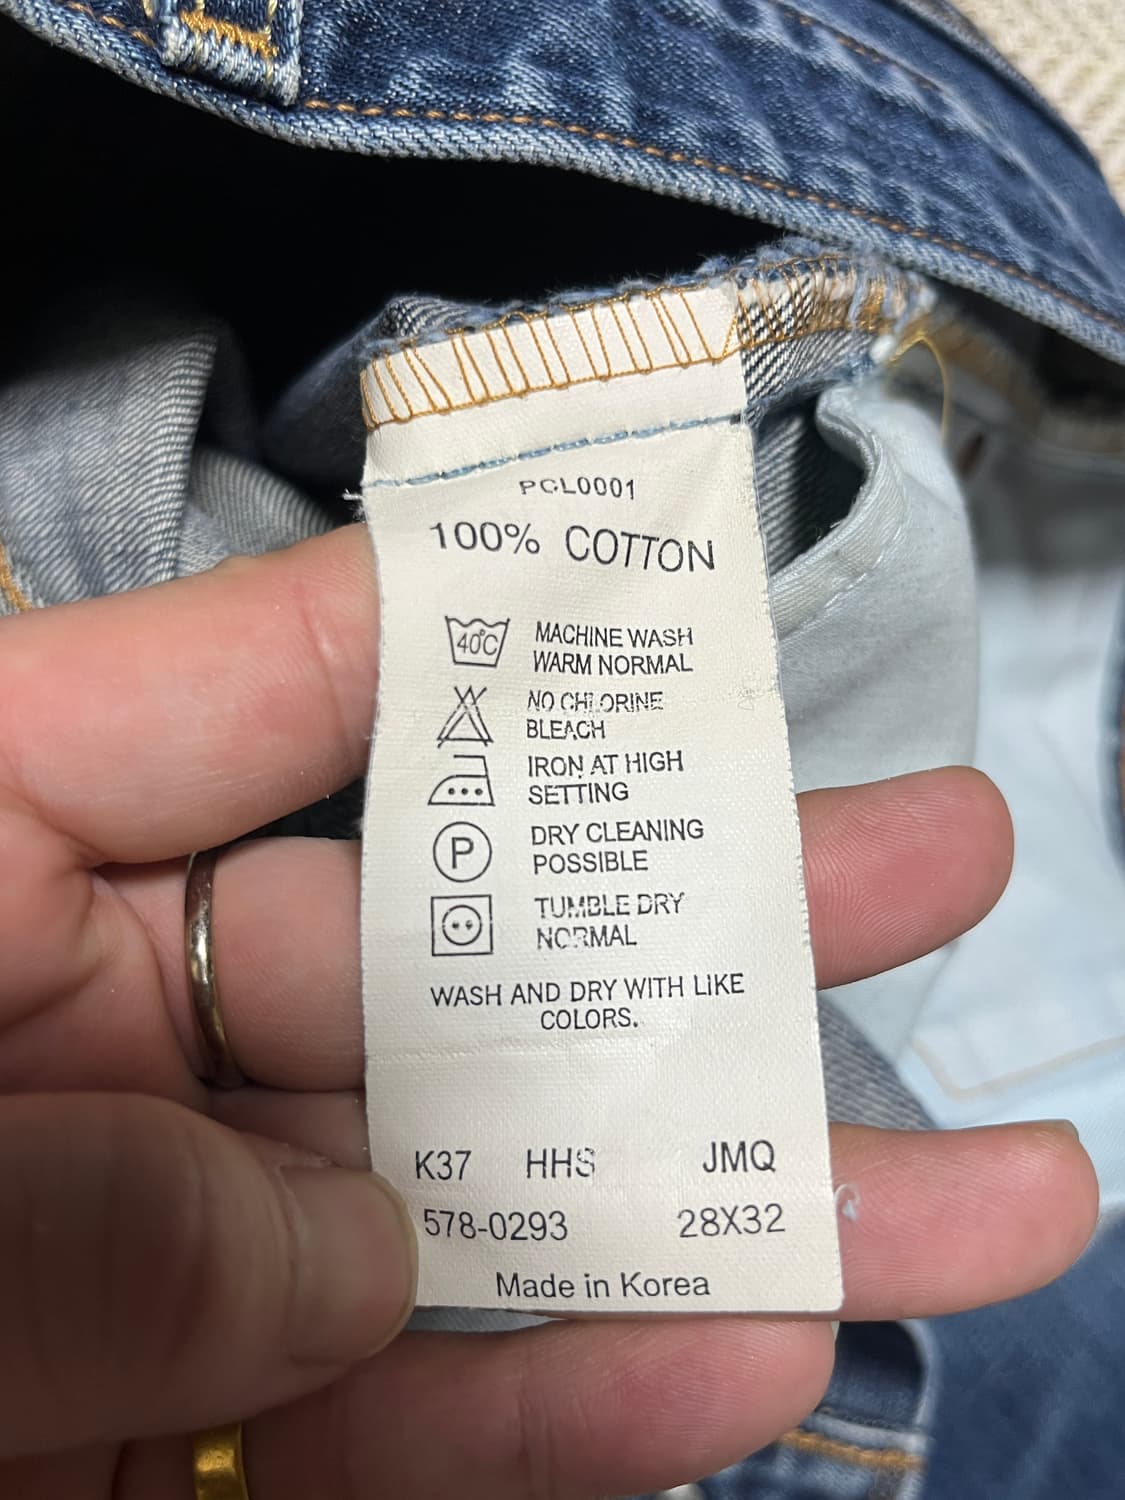 PCL0001
100% COTTON
40°C MACHINE WASH
WARM NORMAL
NO CHLORINE
BLEACH
IRON AT HIGH
SETTING
P DRY CLEANING
POSSIBLE
TUMBLE DRY
NORMAL
WASH AND DRY WITH LIKE
COLORS.
K37 HHS JMQ
578-0293 28X32
Made in Korea